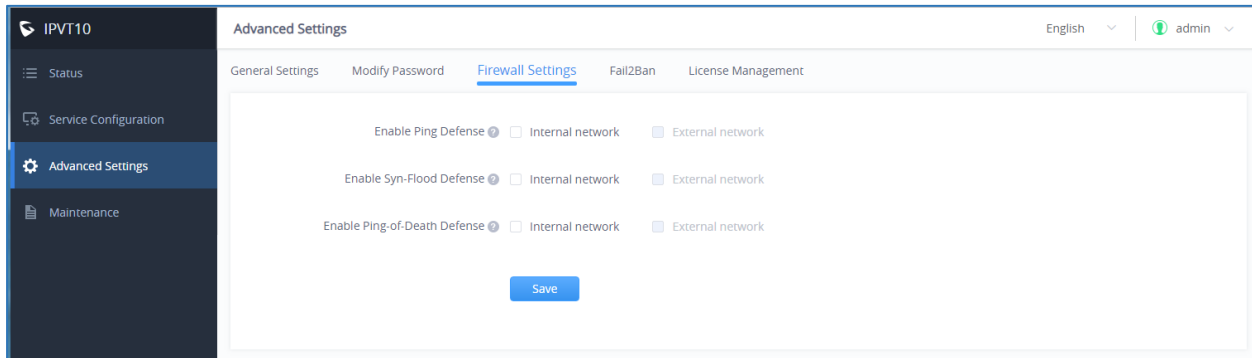 IPVT10
Advanced Settings
English
admin
Status
Service Configuration
Advanced Settings
Maintenance
General Settings Modify Password Firewall Settings Fail2Ban License Management
Enable Ping Defense ? Internal network External network
Enable Syn-Flood Defense ? Internal network External network
Enable Ping-of-Death Defense ? Internal network External network
Save